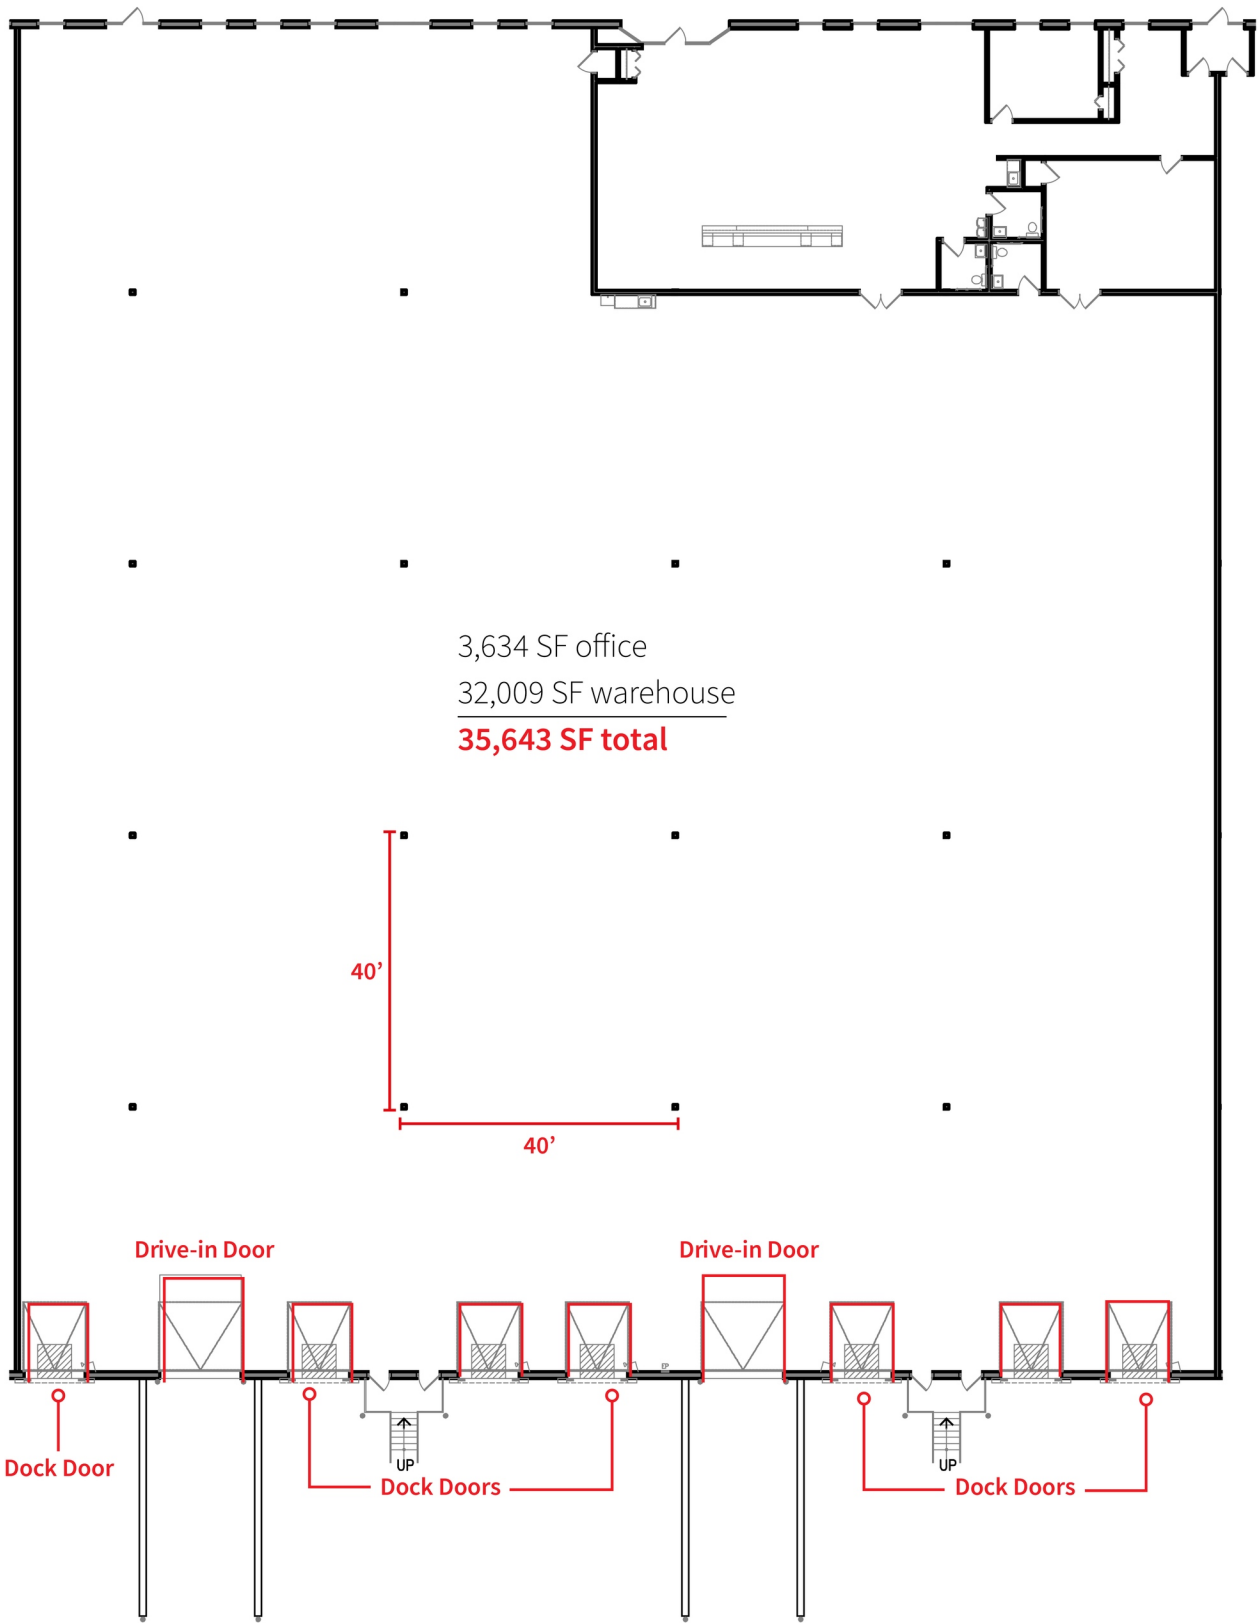 3,634 SF office
32,009 SF warehouse
35,643 SF total
40’
40’
Drive-in Door
Drive-in Door
EP
UP
UP
Dock Door
Dock Doors
Dock Doors